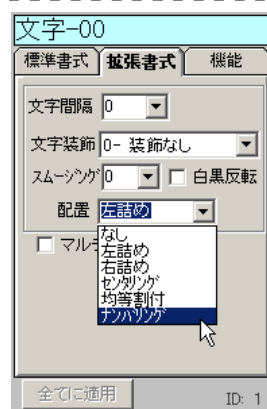 文字-00
標準書式 拡張書式 機能
文字間隔 0
文字装飾 0- 装飾なし
ｽﾑｰｼﾝｸﾞ 0 白黒反転
配置 左詰め
マル
なし
左詰め
右詰め
ｾﾝﾀﾘﾝｸﾞ
均等割付
ﾅﾝﾊﾞﾘﾝｸﾞ
全てに適用 ID: 1